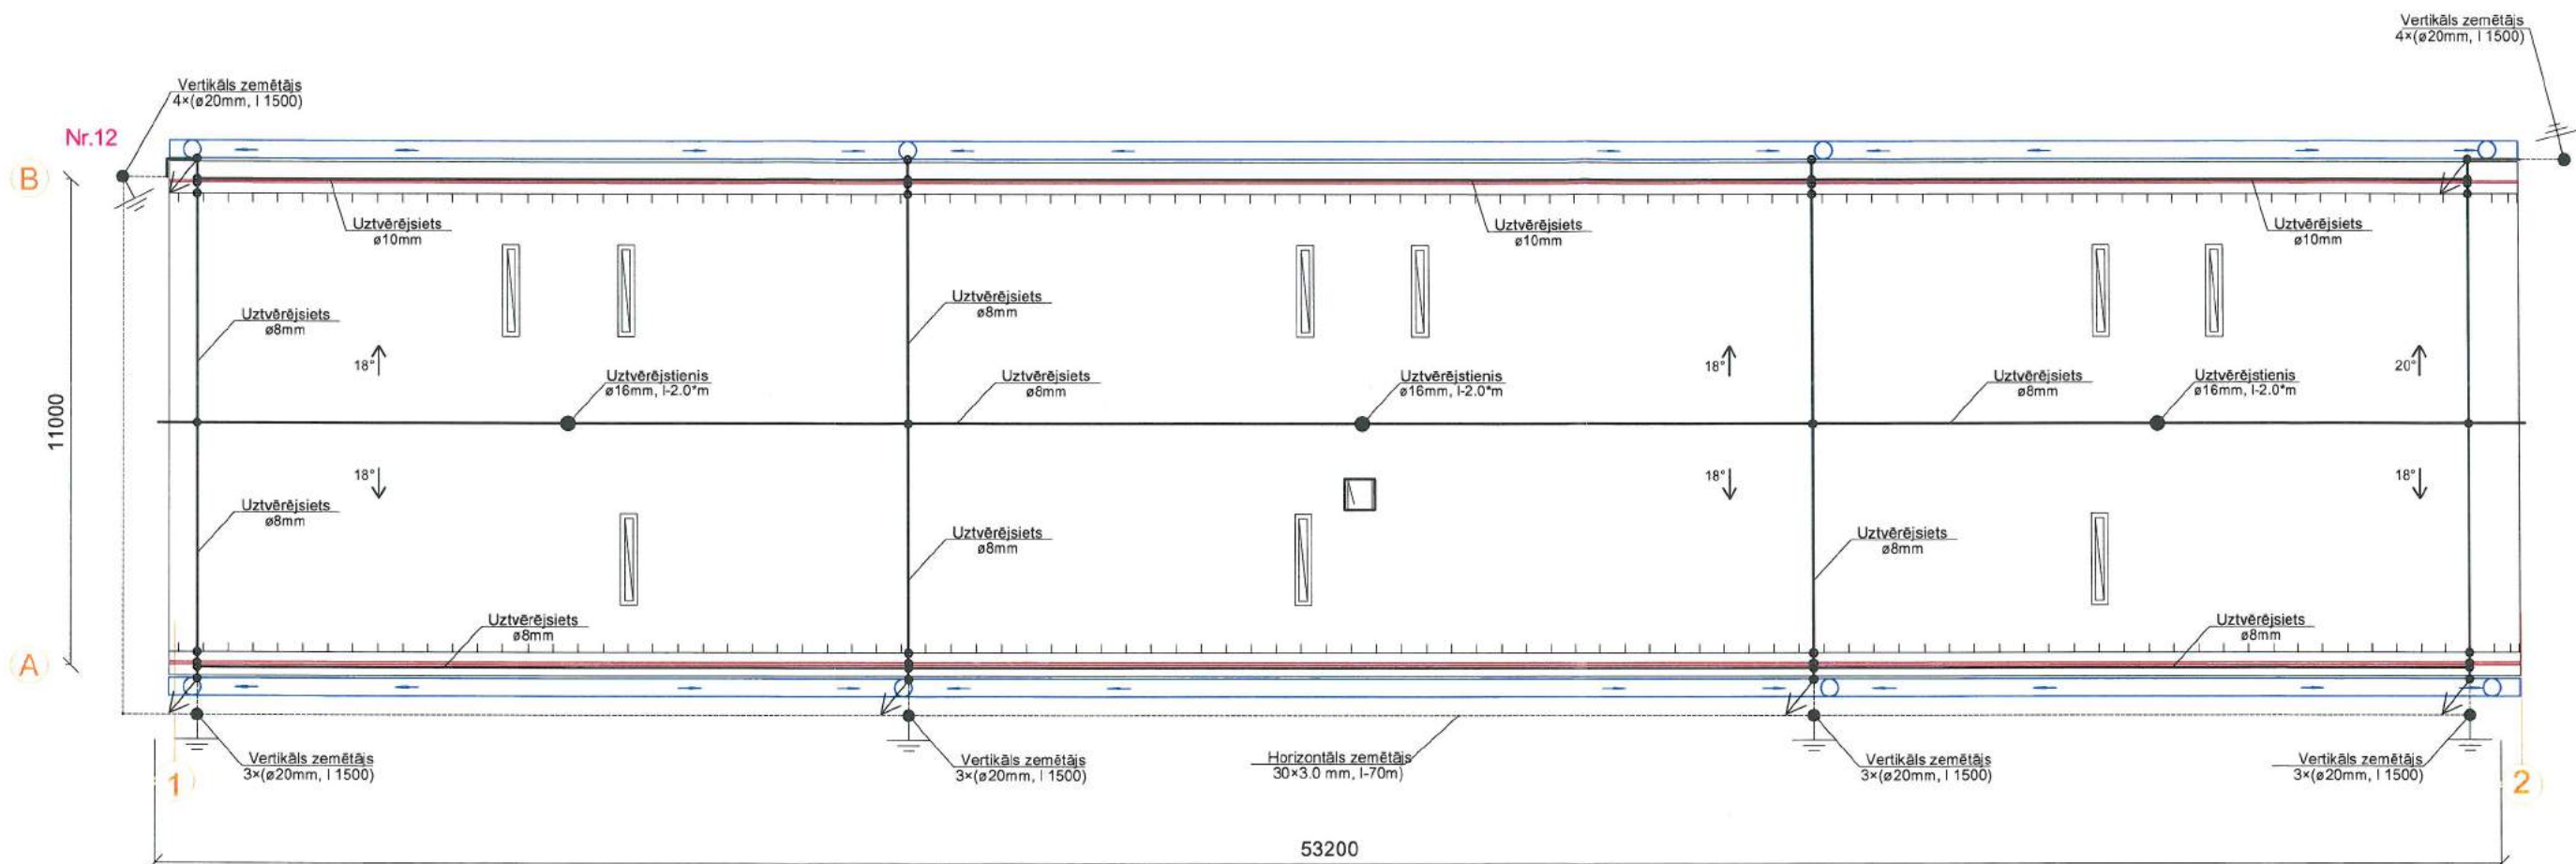 Vertikāls zemētājs
4×(ø20mm, l 1500)
Vertikāls zemētājs
4×(ø20mm, l 1500)
Nr.12
B
Uztvērējsiets
ø10mm
Uztvērējsiets
ø10mm
Uztvērējsiets
ø10mm
Uztvērējsiets
ø8mm
Uztvērējsiets
ø8mm
18°
18°
20°
Uztvērējstienis
ø16mm, l-2.0*m
Uztvērējsiets
ø8mm
Uztvērējstienis
ø16mm, l-2.0*m
Uztvērējsiets
ø8mm
Uztvērējstienis
ø16mm, l-2.0*m
11000
18°
18°
18°
Uztvērējsiets
ø8mm
Uztvērējsiets
ø8mm
Uztvērējsiets
ø8mm
Uztvērējsiets
ø8mm
Uztvērējsiets
ø8mm
A
Vertikāls zemētājs
3×(ø20mm, l 1500)
Vertikāls zemētājs
3×(ø20mm, l 1500)
Horizontāls zemētājs
30×3.0 mm, l-70m)
Vertikāls zemētājs
3×(ø20mm, l 1500)
Vertikāls zemētājs
3×(ø20mm, l 1500)
1
2
53200